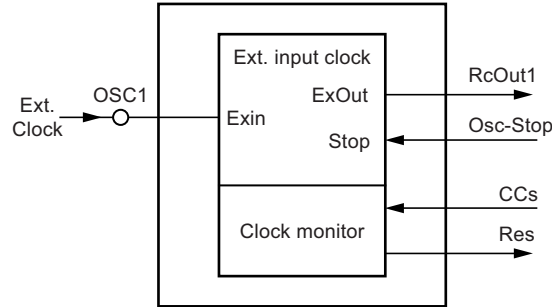 Ext. input clock
OSC1
RcOut1
ExOut
Ext.
Clock
Exin
Osc-Stop
Stop
CCs
Clock monitor
Res